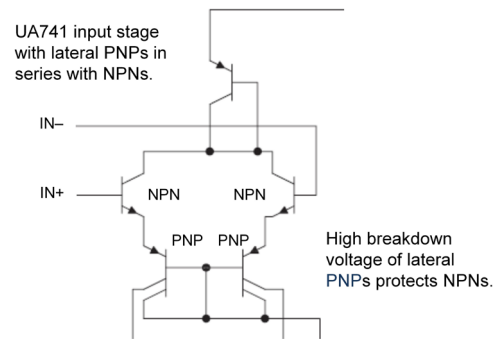 UA741 input stage
with lateral PNPs in
series with NPNs.
IN–
IN+
NPN
NPN
PNP
PNP
High breakdown
voltage of lateral
PNPs protects NPNs.